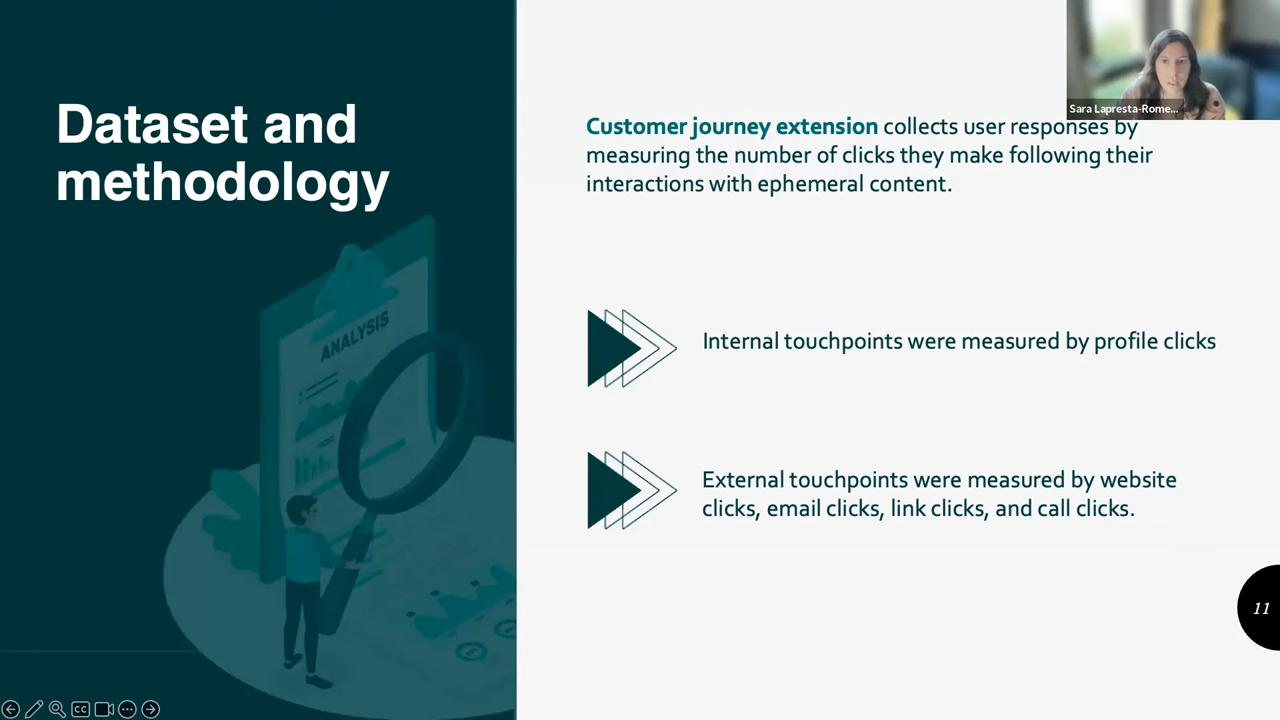 Dataset and
methodology
Sara Lapresta-Rome...
Customer journey extension collects user responses by
measuring the number of clicks they make following their
interactions with ephemeral content.
ANALYSIS
Internal touchpoints were measured by profile clicks
External touchpoints were measured by website
clicks, email clicks, link clicks, and call clicks.
11
CC